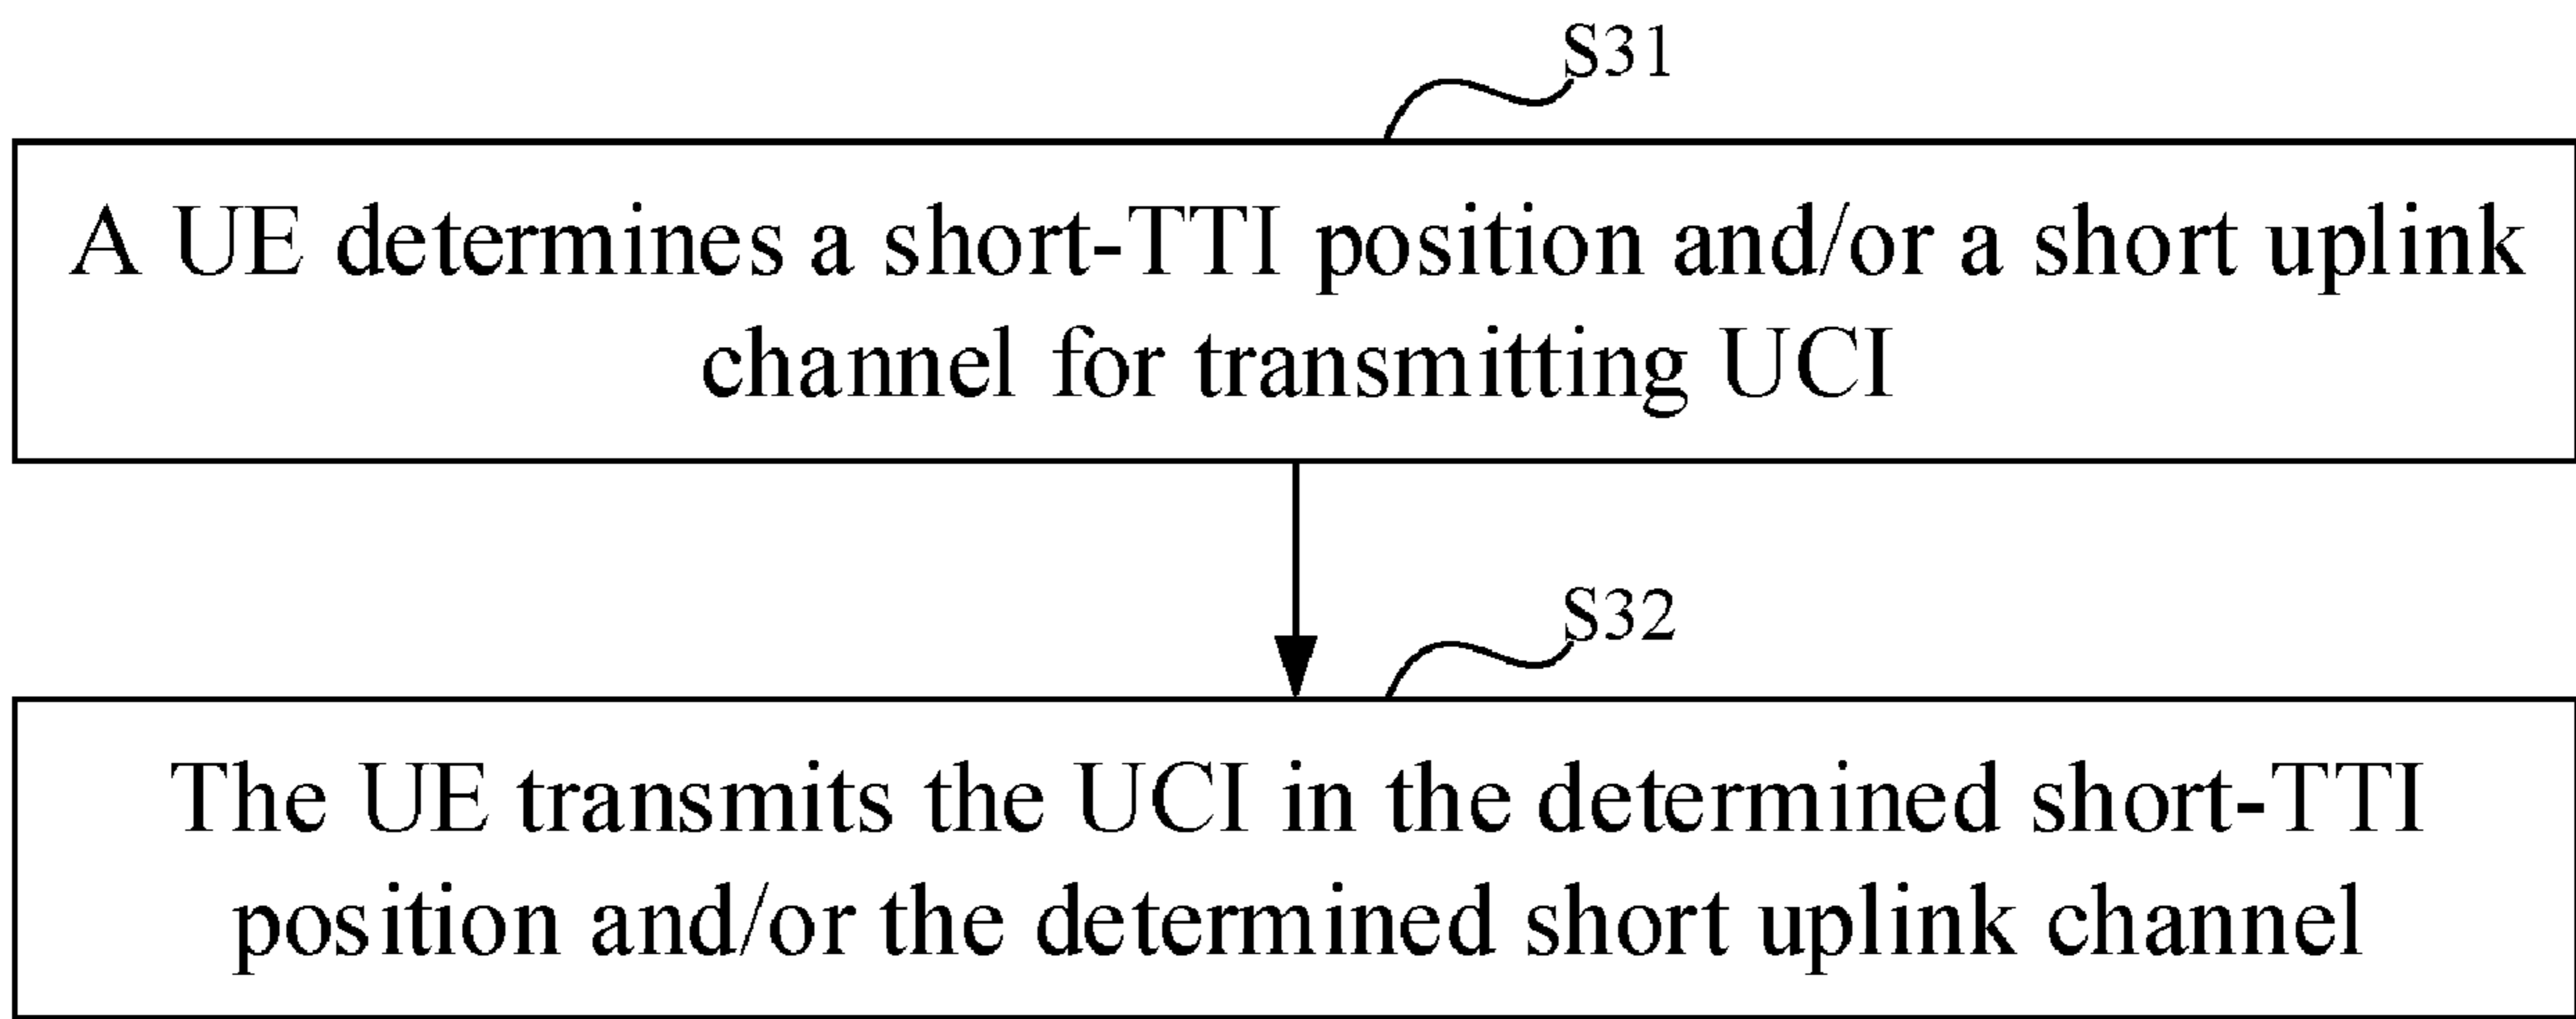 S31
A UE determines a short-TTI position and/or a short uplink
channel for transmitting UCI
S32
The UE transmits the UCI in the determined short-TTI
position and/or the determined short uplink channel